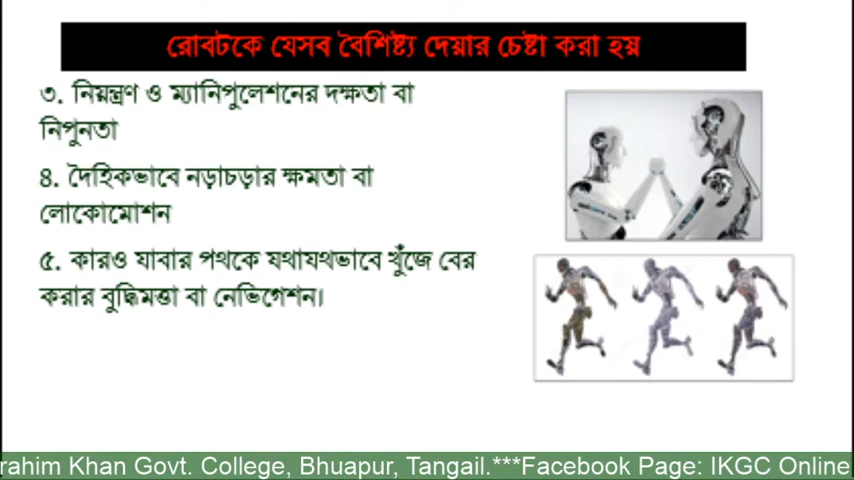 রোবটকে যেসব বৈশিষ্ট্য দেয়ার চেষ্টা করা হয়
৩. নিয়ন্ত্রণ ও ম্যানিপুলেশনের দক্ষতা বা
নিপুনতা
৪. দৈহিকভাবে নড়াচড়ার ক্ষমতা বা
লোকোমোশন
৫. কারও যাবার পথকে যথাযথভাবে খুঁজে বের
করার বুদ্ধিমত্তা বা নেভিগেশন।
rahim Khan Govt. College, Bhuapur, Tangail.***Facebook Page: IKGC Online